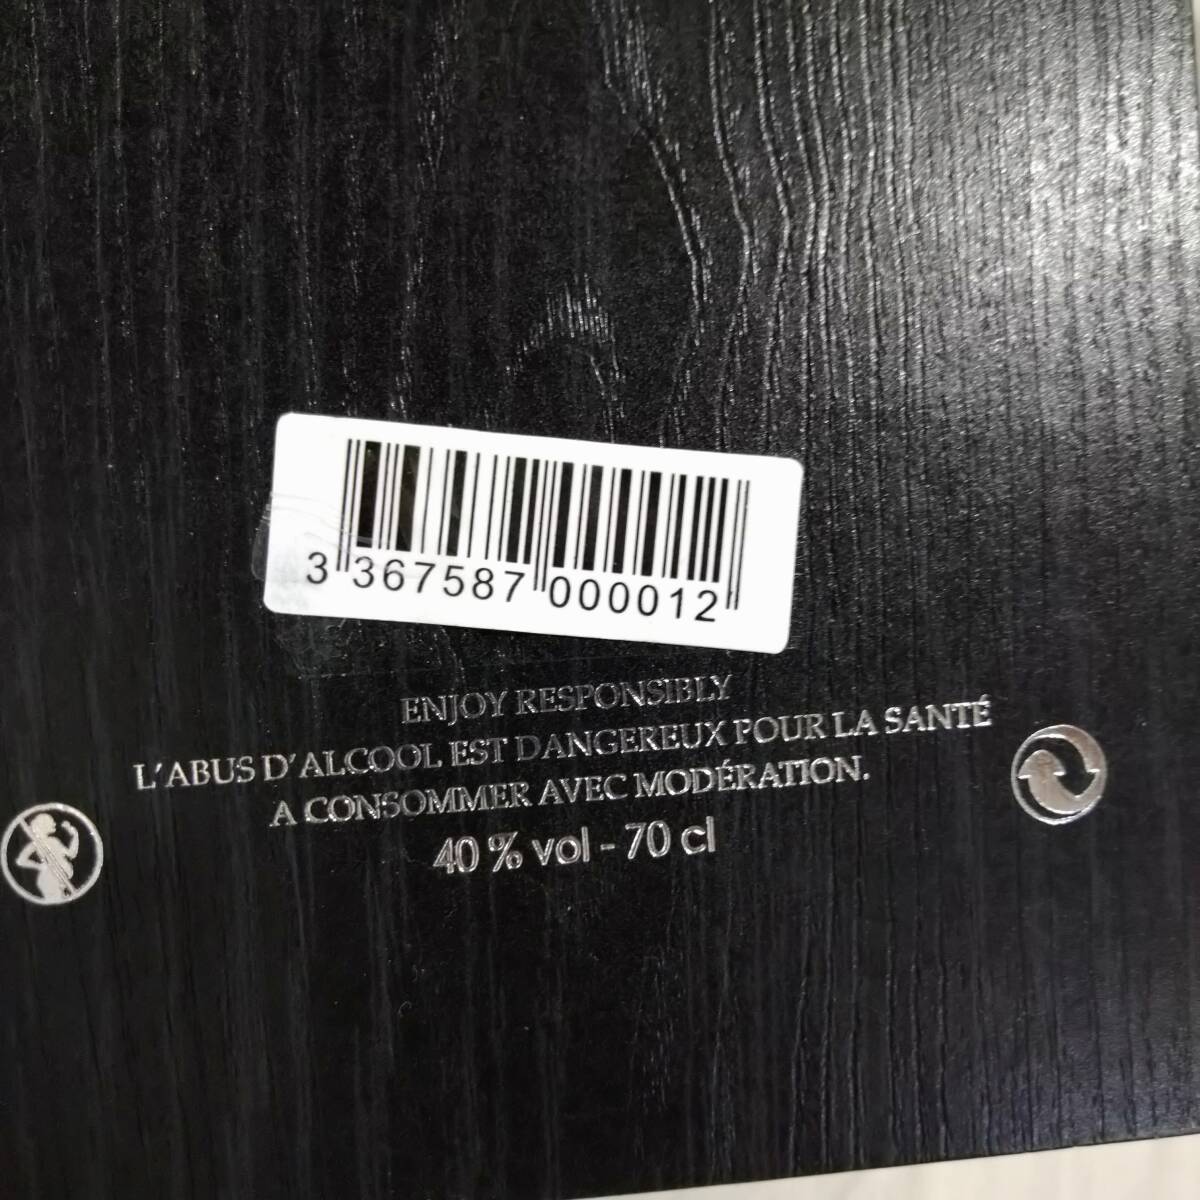 3 367587 000012
ENJOY RESPONSIBLY
L'ABUS D'ALCOOL EST DANGEREUX POUR LA SANTÉ
A CONSOMMER AVEC MODÉRATION.
40 % vol - 70 cl